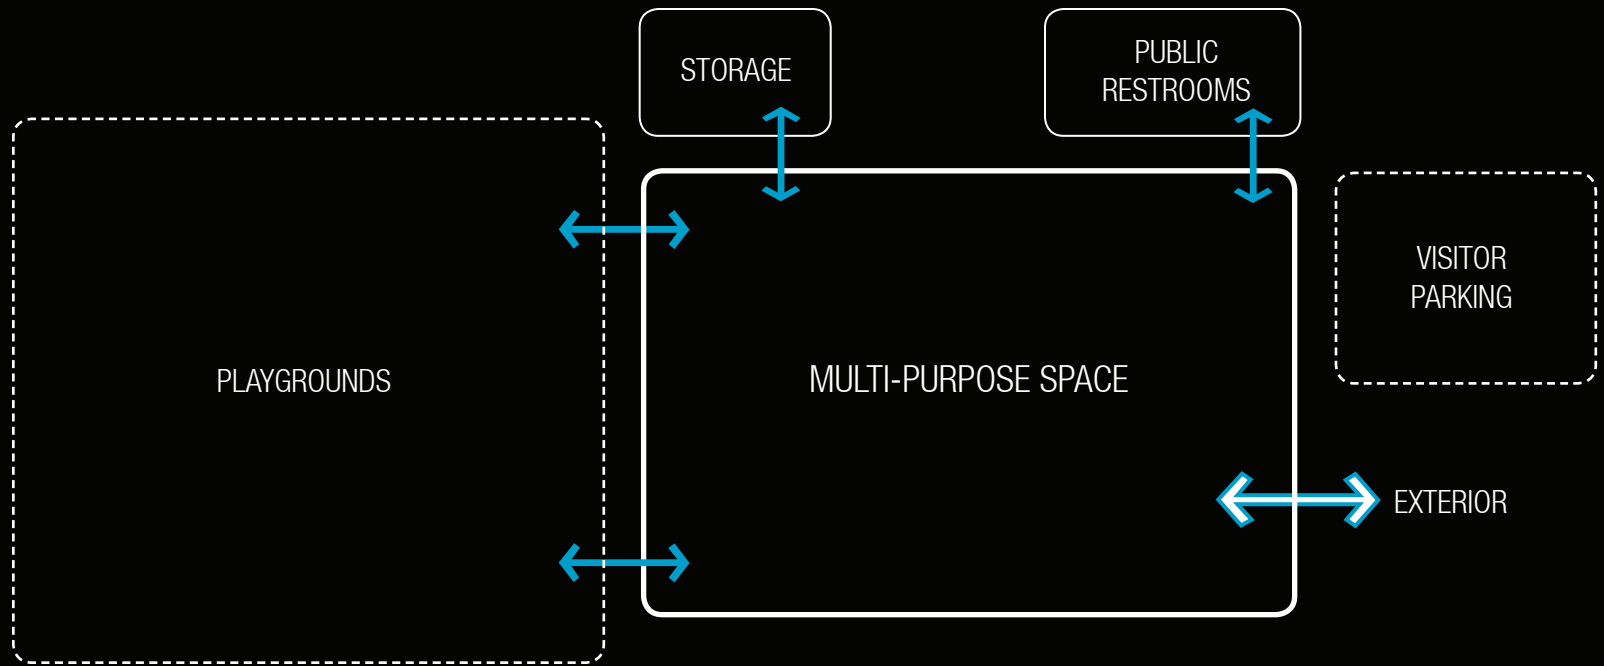 STORAGE
PUBLIC
RESTROOMS
VISITOR
PARKING
PLAYGROUNDS
MULTI-PURPOSE SPACE
EXTERIOR